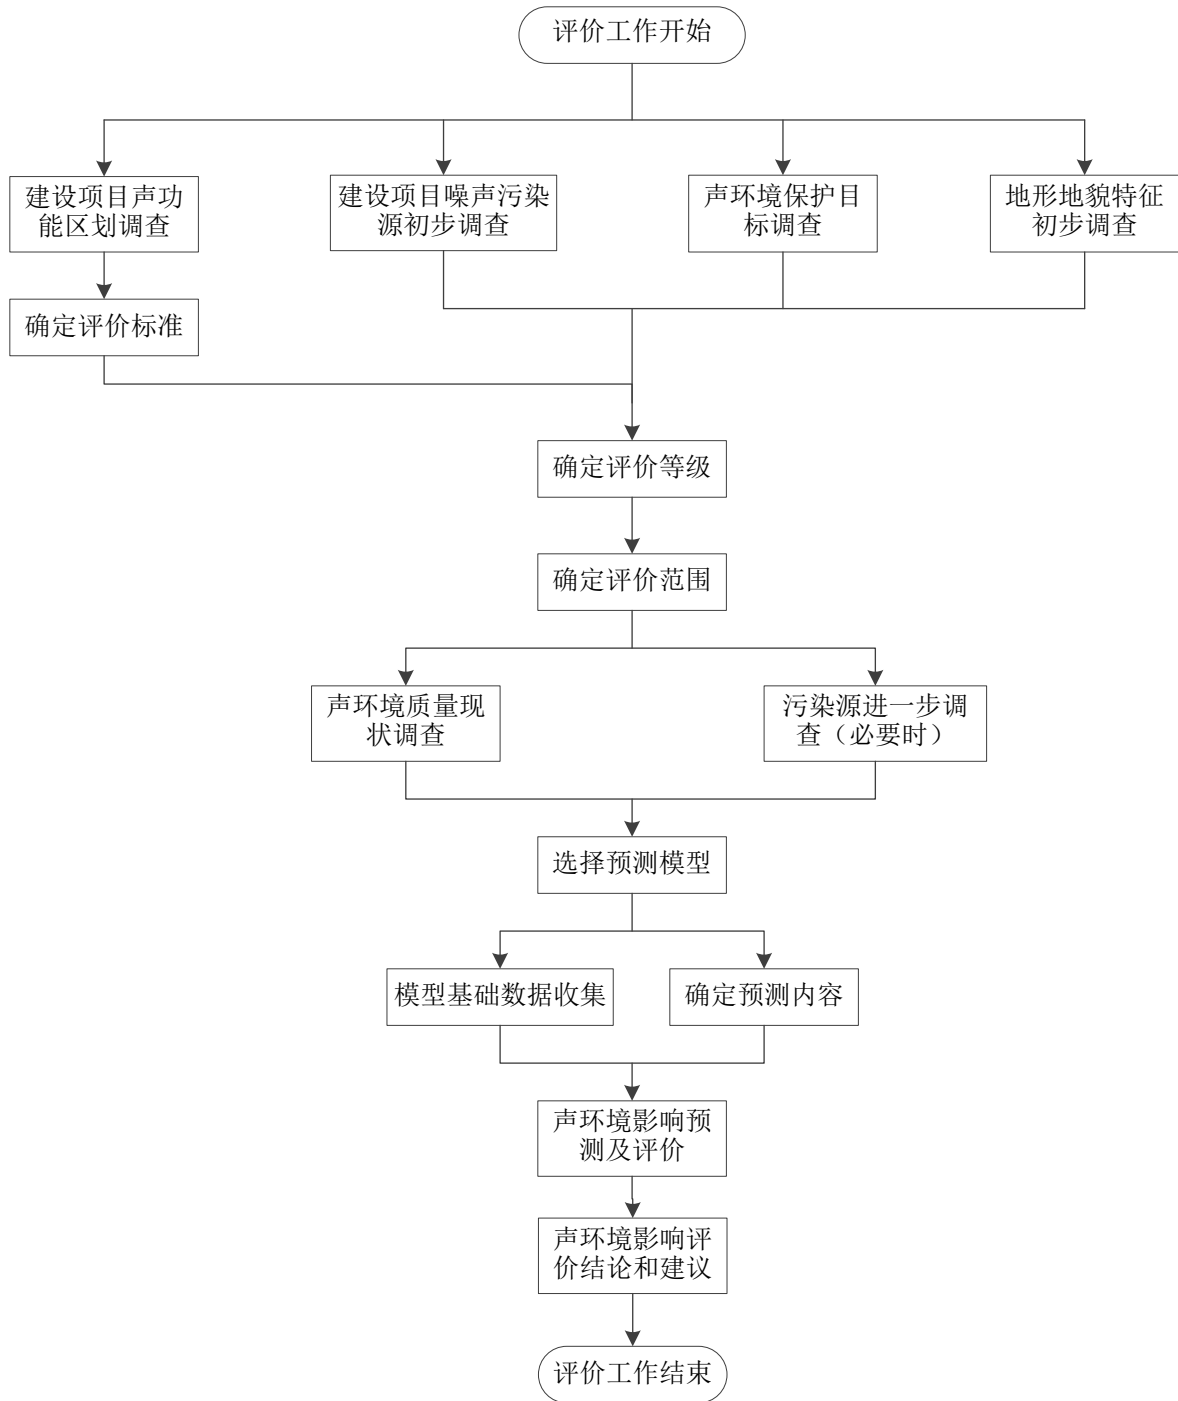 评价工作开始
建设项目声功
能区划调查
建设项目噪声污染
源初步调查
声环境保护目
标调查
地形地貌特征
初步调查
确定评价标准
确定评价等级
确定评价范围
声环境质量现
状调查
污染源进一步调
查（必要时）
选择预测模型
模型基础数据收集
确定预测内容
声环境影响预
测及评价
声环境影响评
价结论和建议
评价工作结束